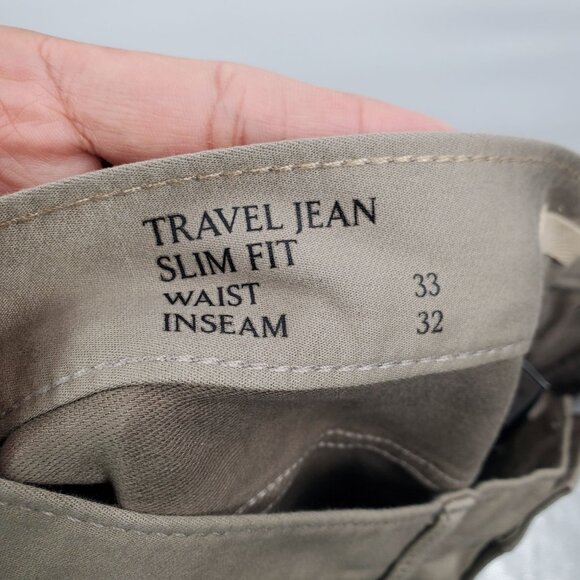 TRAVEL JEAN
SLIM FIT
WAIST 33
INSEAM 32